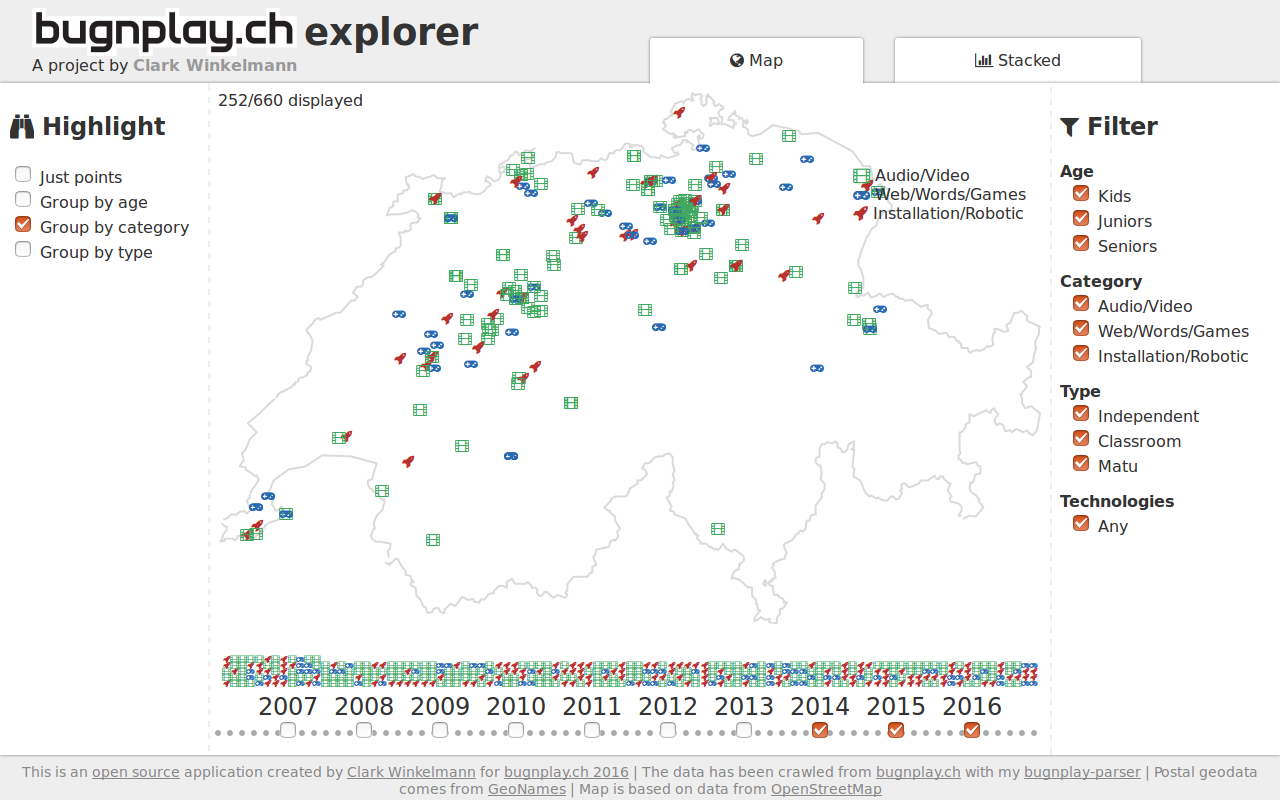 bugnplay.ch explorer
A project by Clark Winkelmann
Map
Stacked
252/660 displayed
Highlight
Just points
Group by age
Group by category
Group by type
Audio/Video
Web/Words/Games
Installation/Robotic
Filter
Age
Kids
Juniors
Seniors
Category
Audio/Video
Web/Words/Games
Installation/Robotic
Type
Independent
Classroom
Matu
Technologies
Any
2007 2008 2009 2010 2011 2012 2013 2014 2015 2016
This is an open source application created by Clark Winkelmann for bugnplay.ch 2016 | The data has been crawled from bugnplay.ch with my bugnplay-parser | Postal geodata
comes from GeoNames | Map is based on data from OpenStreetMap